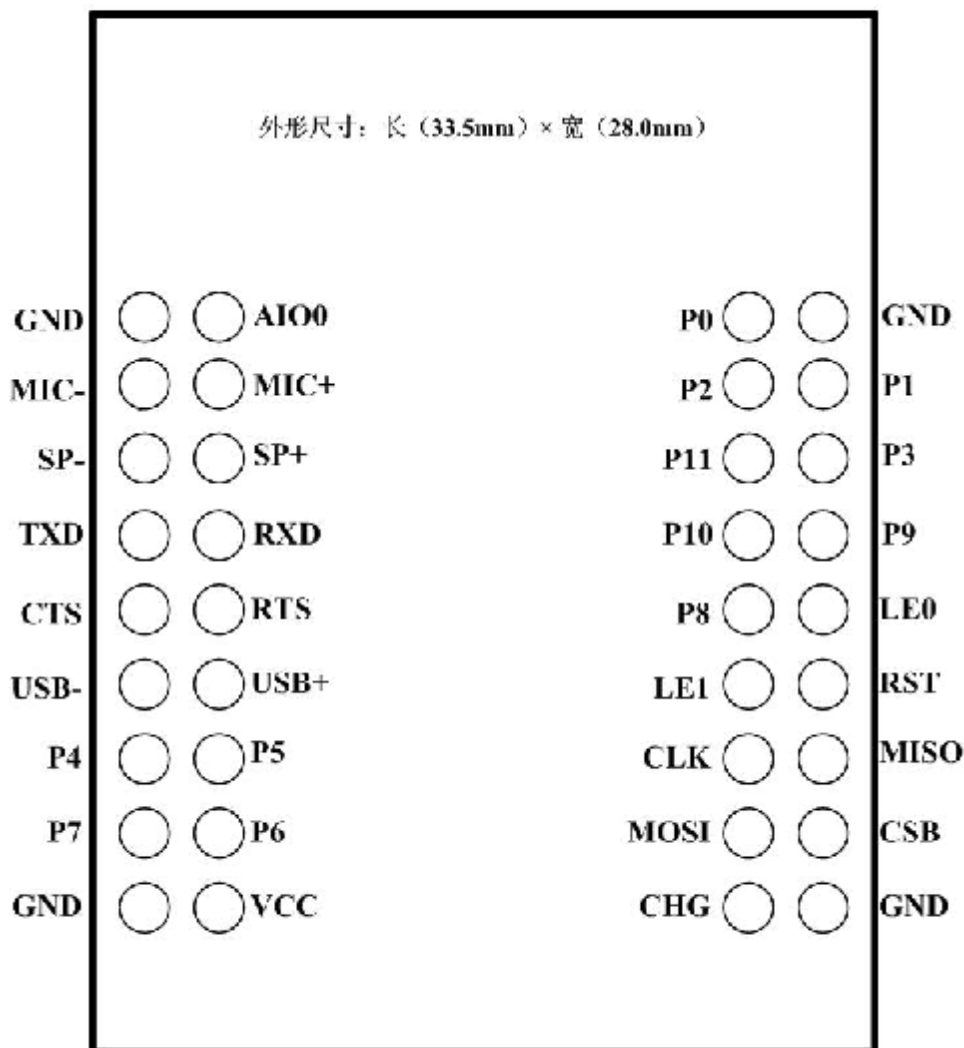 外形尺寸：长（33.5mm）× 宽（28.0mm）
GND AIO0 P0 GND
MIC- MIC+ P2 P1
SP- SP+ P11 P3
TXD RXD P10 P9
CTS RTS P8 LE0
USB- USB+ LE1 RST
P4 P5 CLK MISO
P7 P6 MOSI CSB
GND VCC CHG GND